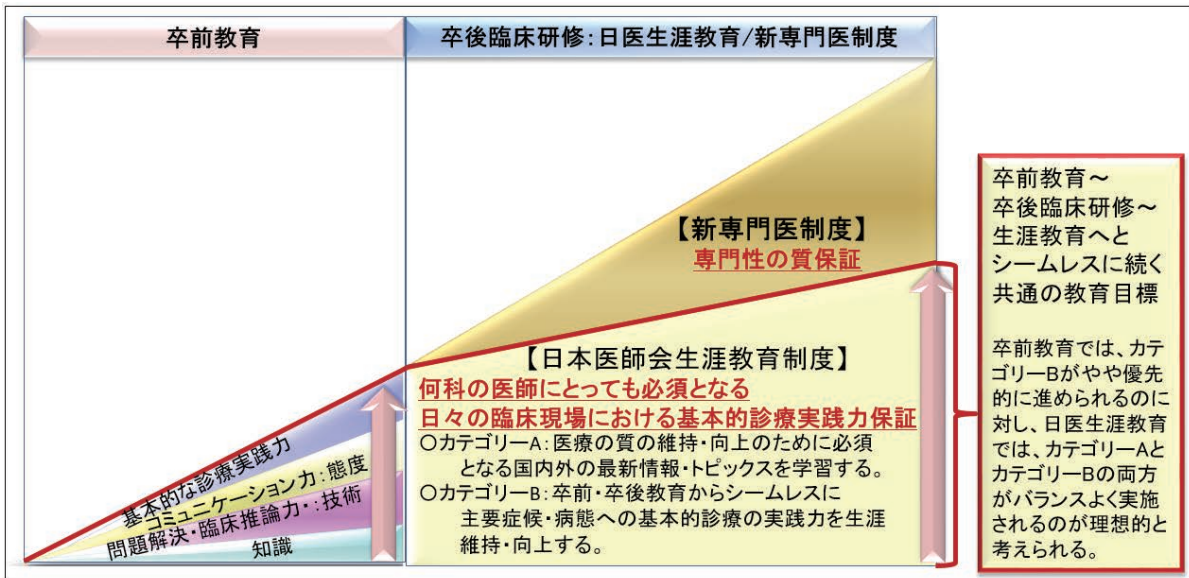 卒前教育
卒後臨床研修:日医生涯教育/新専門医制度
【新専門医制度】
専門性の質保証
【日本医師会生涯教育制度】
何科の医師にとっても必須となる
日々の臨床現場における基本的診療実践力保証
○カテゴリーA:医療の質の維持・向上のために必須
となる国内外の最新情報・トピックスを学習する。
○カテゴリーB:卒前・卒後教育からシームレスに
主要症候・病態への基本的診療の実践力を生涯
維持・向上する。
基本的な診療実践力
コミュニケーション力:態度
問題解決・臨床推論力・:技術
知識
卒前教育~
卒後臨床研修~
生涯教育へと
シームレスに続く
共通の教育目標
卒前教育では、カテ
ゴリーBがやや優先
的に進められるのに
対し、日医生涯教育
では、カテゴリーAと
カテゴリーBの両方
がバランスよく実施
されるのが理想的と
考えられる。